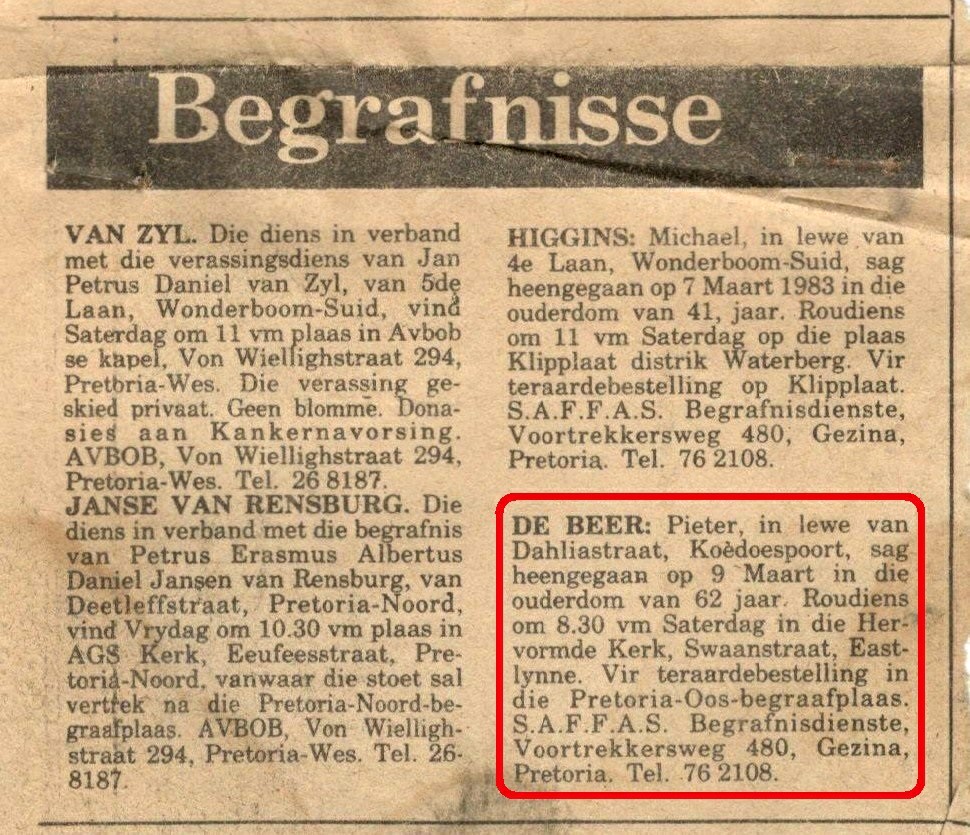 Begrafnisse
VAN ZYL. Die diens in verband
met die verassingsdiens van Jan
Petrus Daniel van Zyl, van 5de
Laan, Wonderboom-Suid, vind
Saterdag om 11 vm plaas in Avbob
se kapel, Von Wiellighstraat 294,
Pretoria-Wes. Die verassing ge-
skied privaat. Geen blomme. Dona-
sies aan Kankernavorsing.
AVBOB, Von Wiellighstraat 294,
Pretoria-Wes. Tel. 26 8187.
JANSE VAN RENSBURG. Die
diens in verband met die begrafnis
van Petrus Erasmus Albertus
Daniel Jansen van Rensburg, van
Deetleffstraat, Pretoria-Noord,
vind Vrydag om 10.30 vm plaas in
AGS Kerk, Eeufeesstraat, Pre-
toria-Noord, vanwaar die stoet sal
vertrek na die Pretoria-Noord-be-
graafplaas. AVBOB, Von Wielligh-
straat 294, Pretoria-Wes. Tel. 26-
8187.
HIGGINS: Michael, in lewe van
4e Laan, Wonderboom-Suid, sag
heengegaan op 7 Maart 1983 in die
ouderdom van 41, jaar. Roudiens
om 11 vm Saterdag op die plaas
Klipplaat distrik Waterberg. Vir
teraardebestelling op Klipplaat.
S.A.F.F.A.S. Begrafnisdienste,
Voortrekkersweg 480, Gezina,
Pretoria. Tel. 76 2108.
DE BEER: Pieter, in lewe van
Dahliastraat, Koedoespoort, sag
heengegaan op 9 Maart in die
ouderdom van 62 jaar. Roudiens
om 8.30 vm Saterdag in die Her-
vormde Kerk, Swaanstraat, East-
lynne. Vir teraardebestelling in
die Pretoria-Oos-begraafplaas.
S.A.F.F.A.S. Begrafnisdienste,
Voortrekkersweg 480, Gezina,
Pretoria. Tel. 76 2108.